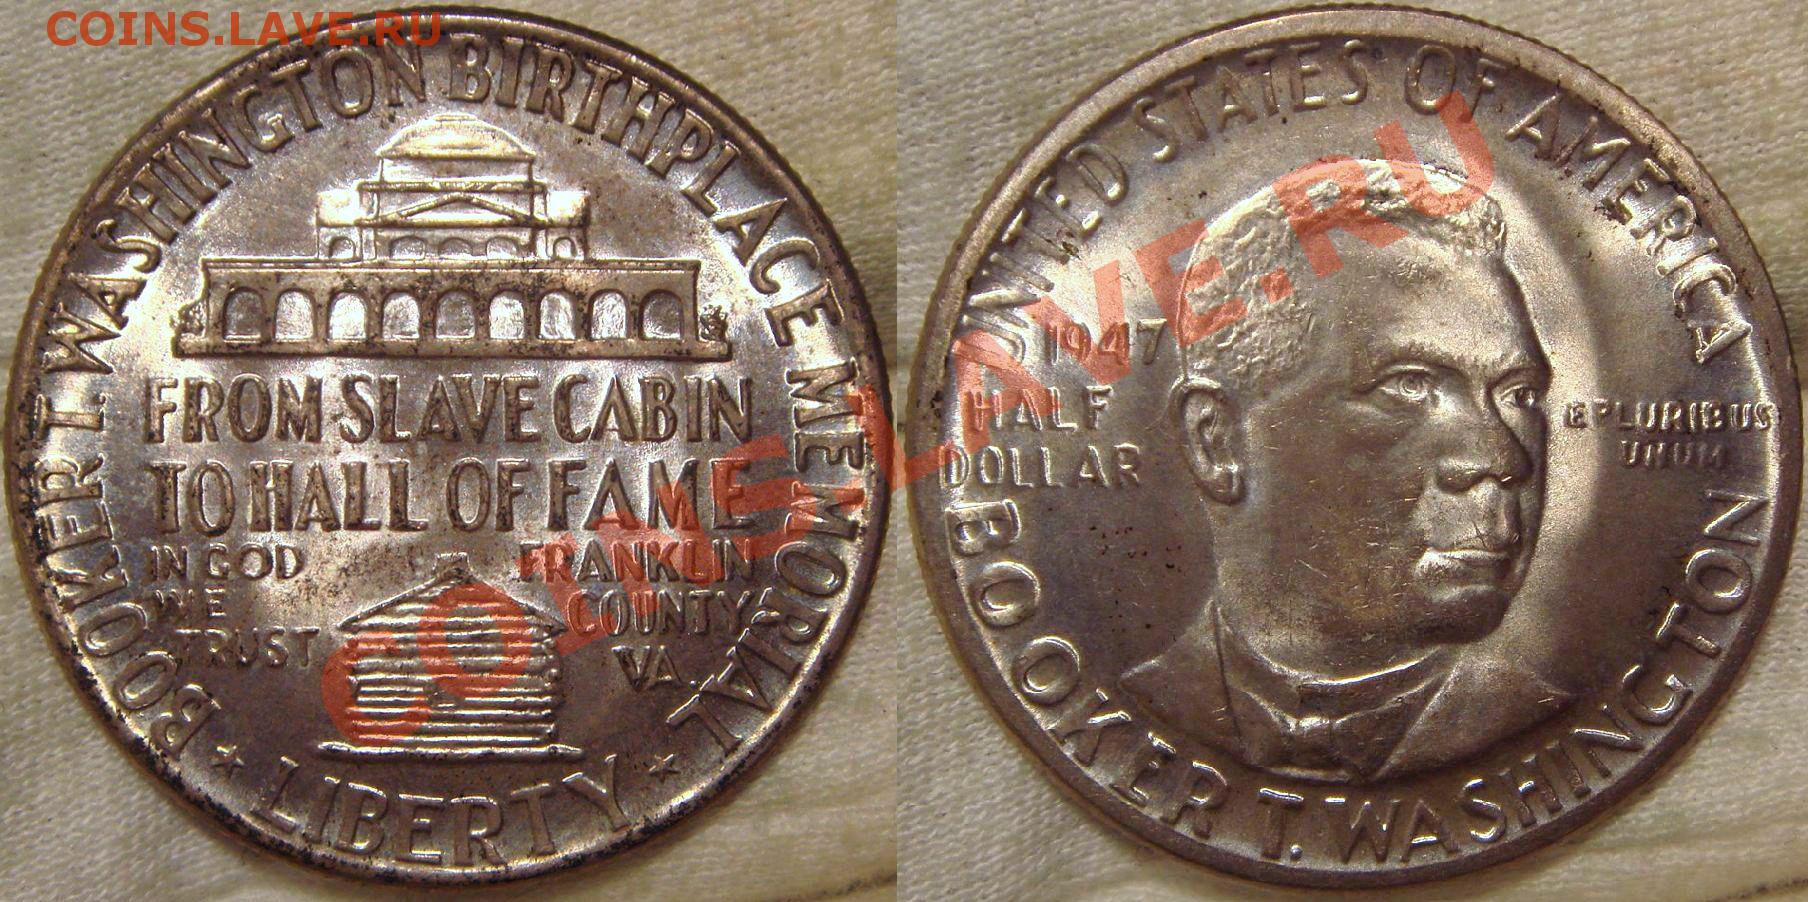 COINS.LAVE.RU
BOOKER T. WASHINGTON BIRTHPLACE MEMORIAL
FROM SLAVE CABIN
TO HALL OF FAME
IN GOD
WE
TRUST
FRANKLIN
COUNTY
VA.
★ LIBERTY ★
UNITED STATES OF AMERICA
1947
HALF
DOLLAR
E PLURIBUS
UNUM
BOOKER T. WASHINGTON
COINS.LAVE.RU